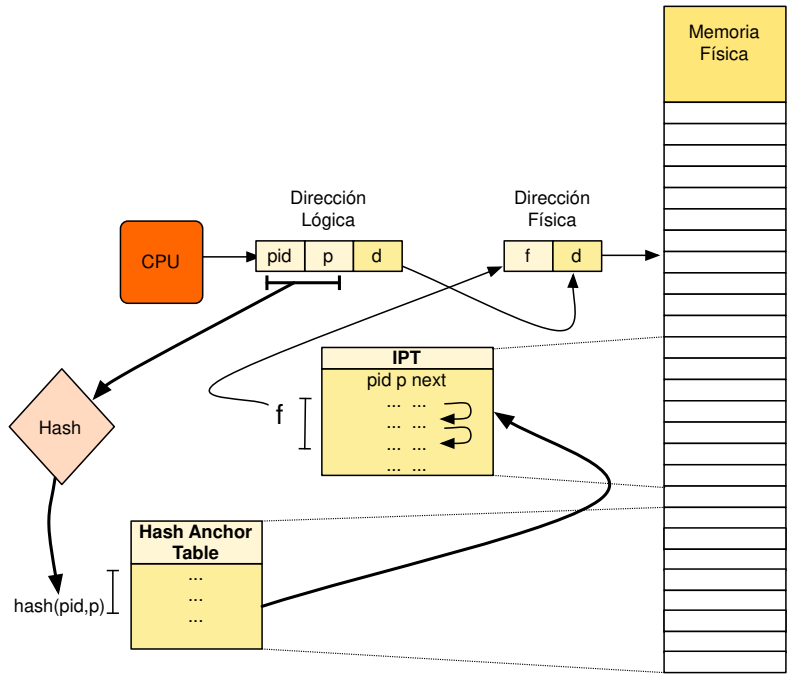 Memoria
Física
Dirección
Lógica
Dirección
Física
CPU
pid p d
f d
IPT
pid p next
... ...
... ...
... ...
... ...
f
Hash
Hash Anchor
Table
...
...
...
hash(pid,p)